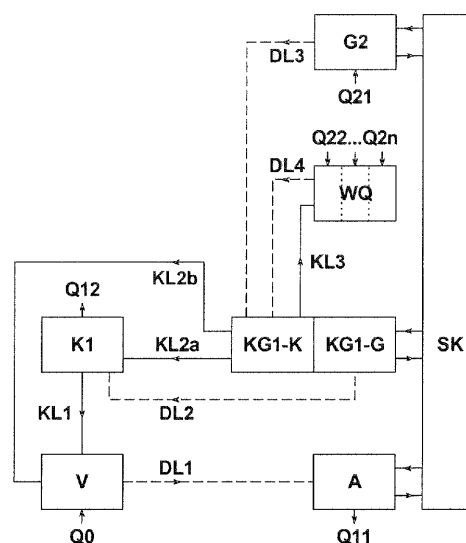 G2
DL3
Q21
Q22...Q2n
DL4
WQ
KL3
KL2b
Q12
K1
KL2a
KG1-K
KG1-G
SK
KL1
DL2
V
DL1
A
Q0
Q11